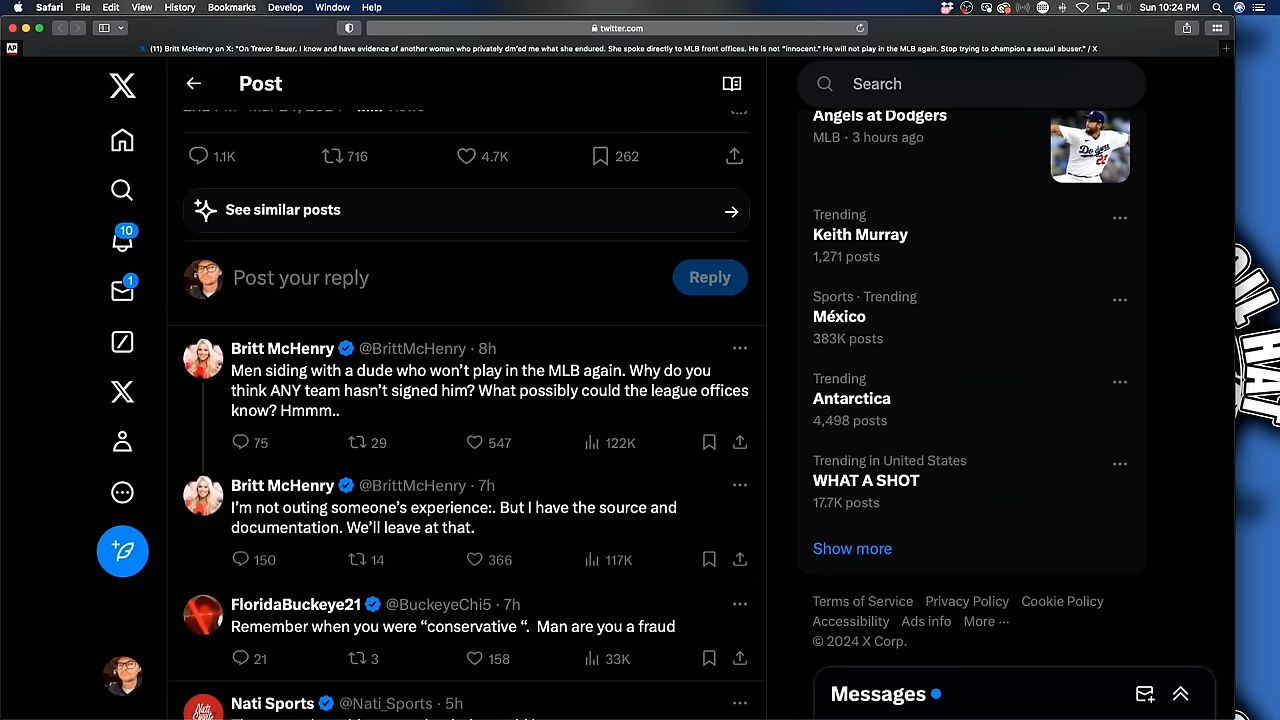 Safari File Edit View History Bookmarks Develop Window Help
Sun 10:24 PM
twitter.com
AP
(11) Britt McHenry on X: "On Trevor Bauer. I know and have evidence of another woman who privately dm'ed me what she endured. She spoke directly to MLB front offices. He is not "innocent." He will not play in the MLB again. Stop trying to champion a sexual abuser." / X
Post
1.1K 716 4.7K 262
See similar posts
Post your reply
Reply
Britt McHenry @BrittMcHenry · 8h
Men siding with a dude who won't play in the MLB again. Why do you
think ANY team hasn't signed him? What possibly could the league offices
know? Hmmm..
75 29 547 122K
Britt McHenry @BrittMcHenry · 7h
I'm not outing someone's experience:. But I have the source and
documentation. We'll leave at that.
150 14 366 117K
FloridaBuckeye21 @BuckeyeChi5 · 7h
Remember when you were “conservative “. Man are you a fraud
21 3 158 33K
Nati Sports @Nati_Sports · 5h
10
1
Search
Angels at Dodgers
MLB · 3 hours ago
Dodgers
22
Trending
Keith Murray
1,271 posts
Sports · Trending
México
383K posts
Trending
Antarctica
4,498 posts
Trending in United States
WHAT A SHOT
17.7K posts
Show more
Terms of Service Privacy Policy Cookie Policy
Accessibility Ads info More ···
© 2024 X Corp.
Messages
HAT